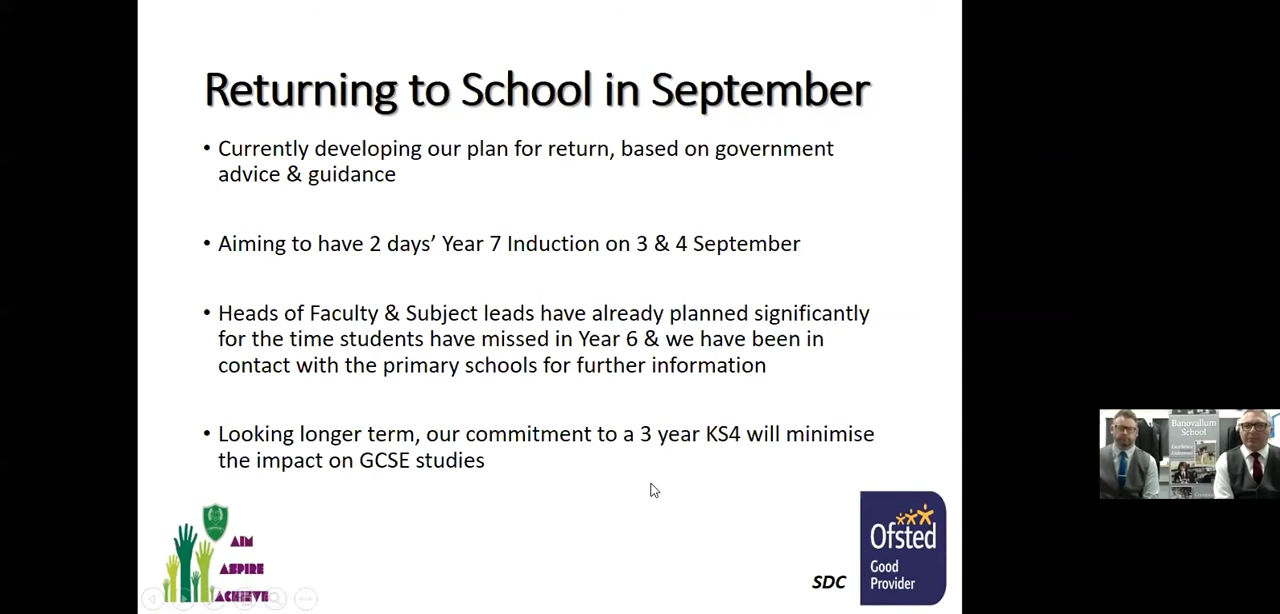 Returning to School in September
• Currently developing our plan for return, based on government
advice & guidance
• Aiming to have 2 days’ Year 7 Induction on 3 & 4 September
• Heads of Faculty & Subject leads have already planned significantly
for the time students have missed in Year 6 & we have been in
contact with the primary schools for further information
• Looking longer term, our commitment to a 3 year KS4 will minimise
the impact on GCSE studies
AIM
ASPIRE
ACHIEVE
SDC
Ofsted
Good
Provider
Banovallum
School